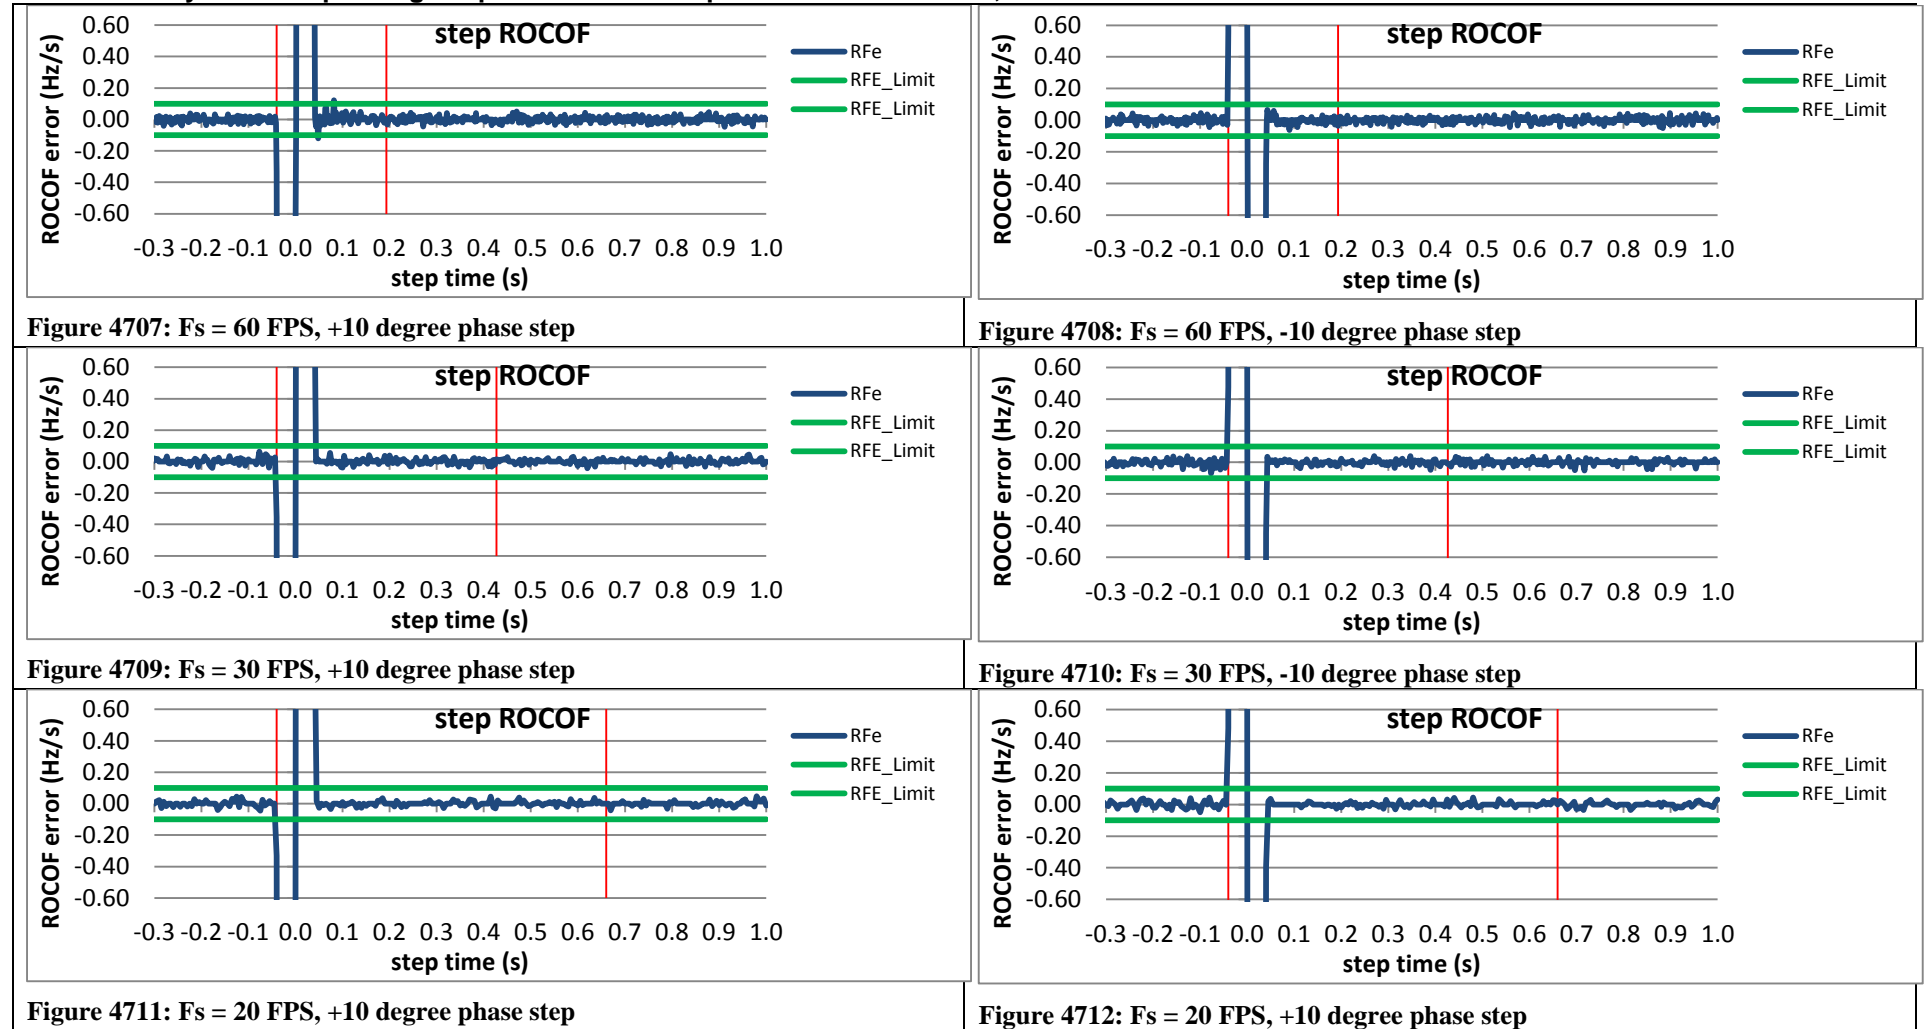 step ROCOF
ROCOF error (Hz/s)
0.60
0.40
0.20
0.00
-0.20
-0.40
-0.60
-0.3 -0.2 -0.1 0.0 0.1 0.2 0.3 0.4 0.5 0.6 0.7 0.8 0.9 1.0
step time (s)
RFe
RFE_Limit
RFE_Limit
Figure 4707: Fs = 60 FPS, +10 degree phase step
step ROCOF
ROCOF error (Hz/s)
0.60
0.40
0.20
0.00
-0.20
-0.40
-0.60
-0.3 -0.2 -0.1 0.0 0.1 0.2 0.3 0.4 0.5 0.6 0.7 0.8 0.9 1.0
step time (s)
RFe
RFE_Limit
RFE_Limit
Figure 4708: Fs = 60 FPS, -10 degree phase step
step ROCOF
ROCOF error (Hz/s)
0.60
0.40
0.20
0.00
-0.20
-0.40
-0.60
-0.3 -0.2 -0.1 0.0 0.1 0.2 0.3 0.4 0.5 0.6 0.7 0.8 0.9 1.0
step time (s)
RFe
RFE_Limit
RFE_Limit
Figure 4709: Fs = 30 FPS, +10 degree phase step
step ROCOF
ROCOF error (Hz/s)
0.60
0.40
0.20
0.00
-0.20
-0.40
-0.60
-0.3 -0.2 -0.1 0.0 0.1 0.2 0.3 0.4 0.5 0.6 0.7 0.8 0.9 1.0
step time (s)
RFe
RFE_Limit
RFE_Limit
Figure 4710: Fs = 30 FPS, -10 degree phase step
step ROCOF
ROCOF error (Hz/s)
0.60
0.40
0.20
0.00
-0.20
-0.40
-0.60
-0.3 -0.2 -0.1 0.0 0.1 0.2 0.3 0.4 0.5 0.6 0.7 0.8 0.9 1.0
step time (s)
RFe
RFE_Limit
RFE_Limit
Figure 4711: Fs = 20 FPS, +10 degree phase step
step ROCOF
ROCOF error (Hz/s)
0.60
0.40
0.20
0.00
-0.20
-0.40
-0.60
-0.3 -0.2 -0.1 0.0 0.1 0.2 0.3 0.4 0.5 0.6 0.7 0.8 0.9 1.0
step time (s)
RFe
RFE_Limit
RFE_Limit
Figure 4712: Fs = 20 FPS, +10 degree phase step